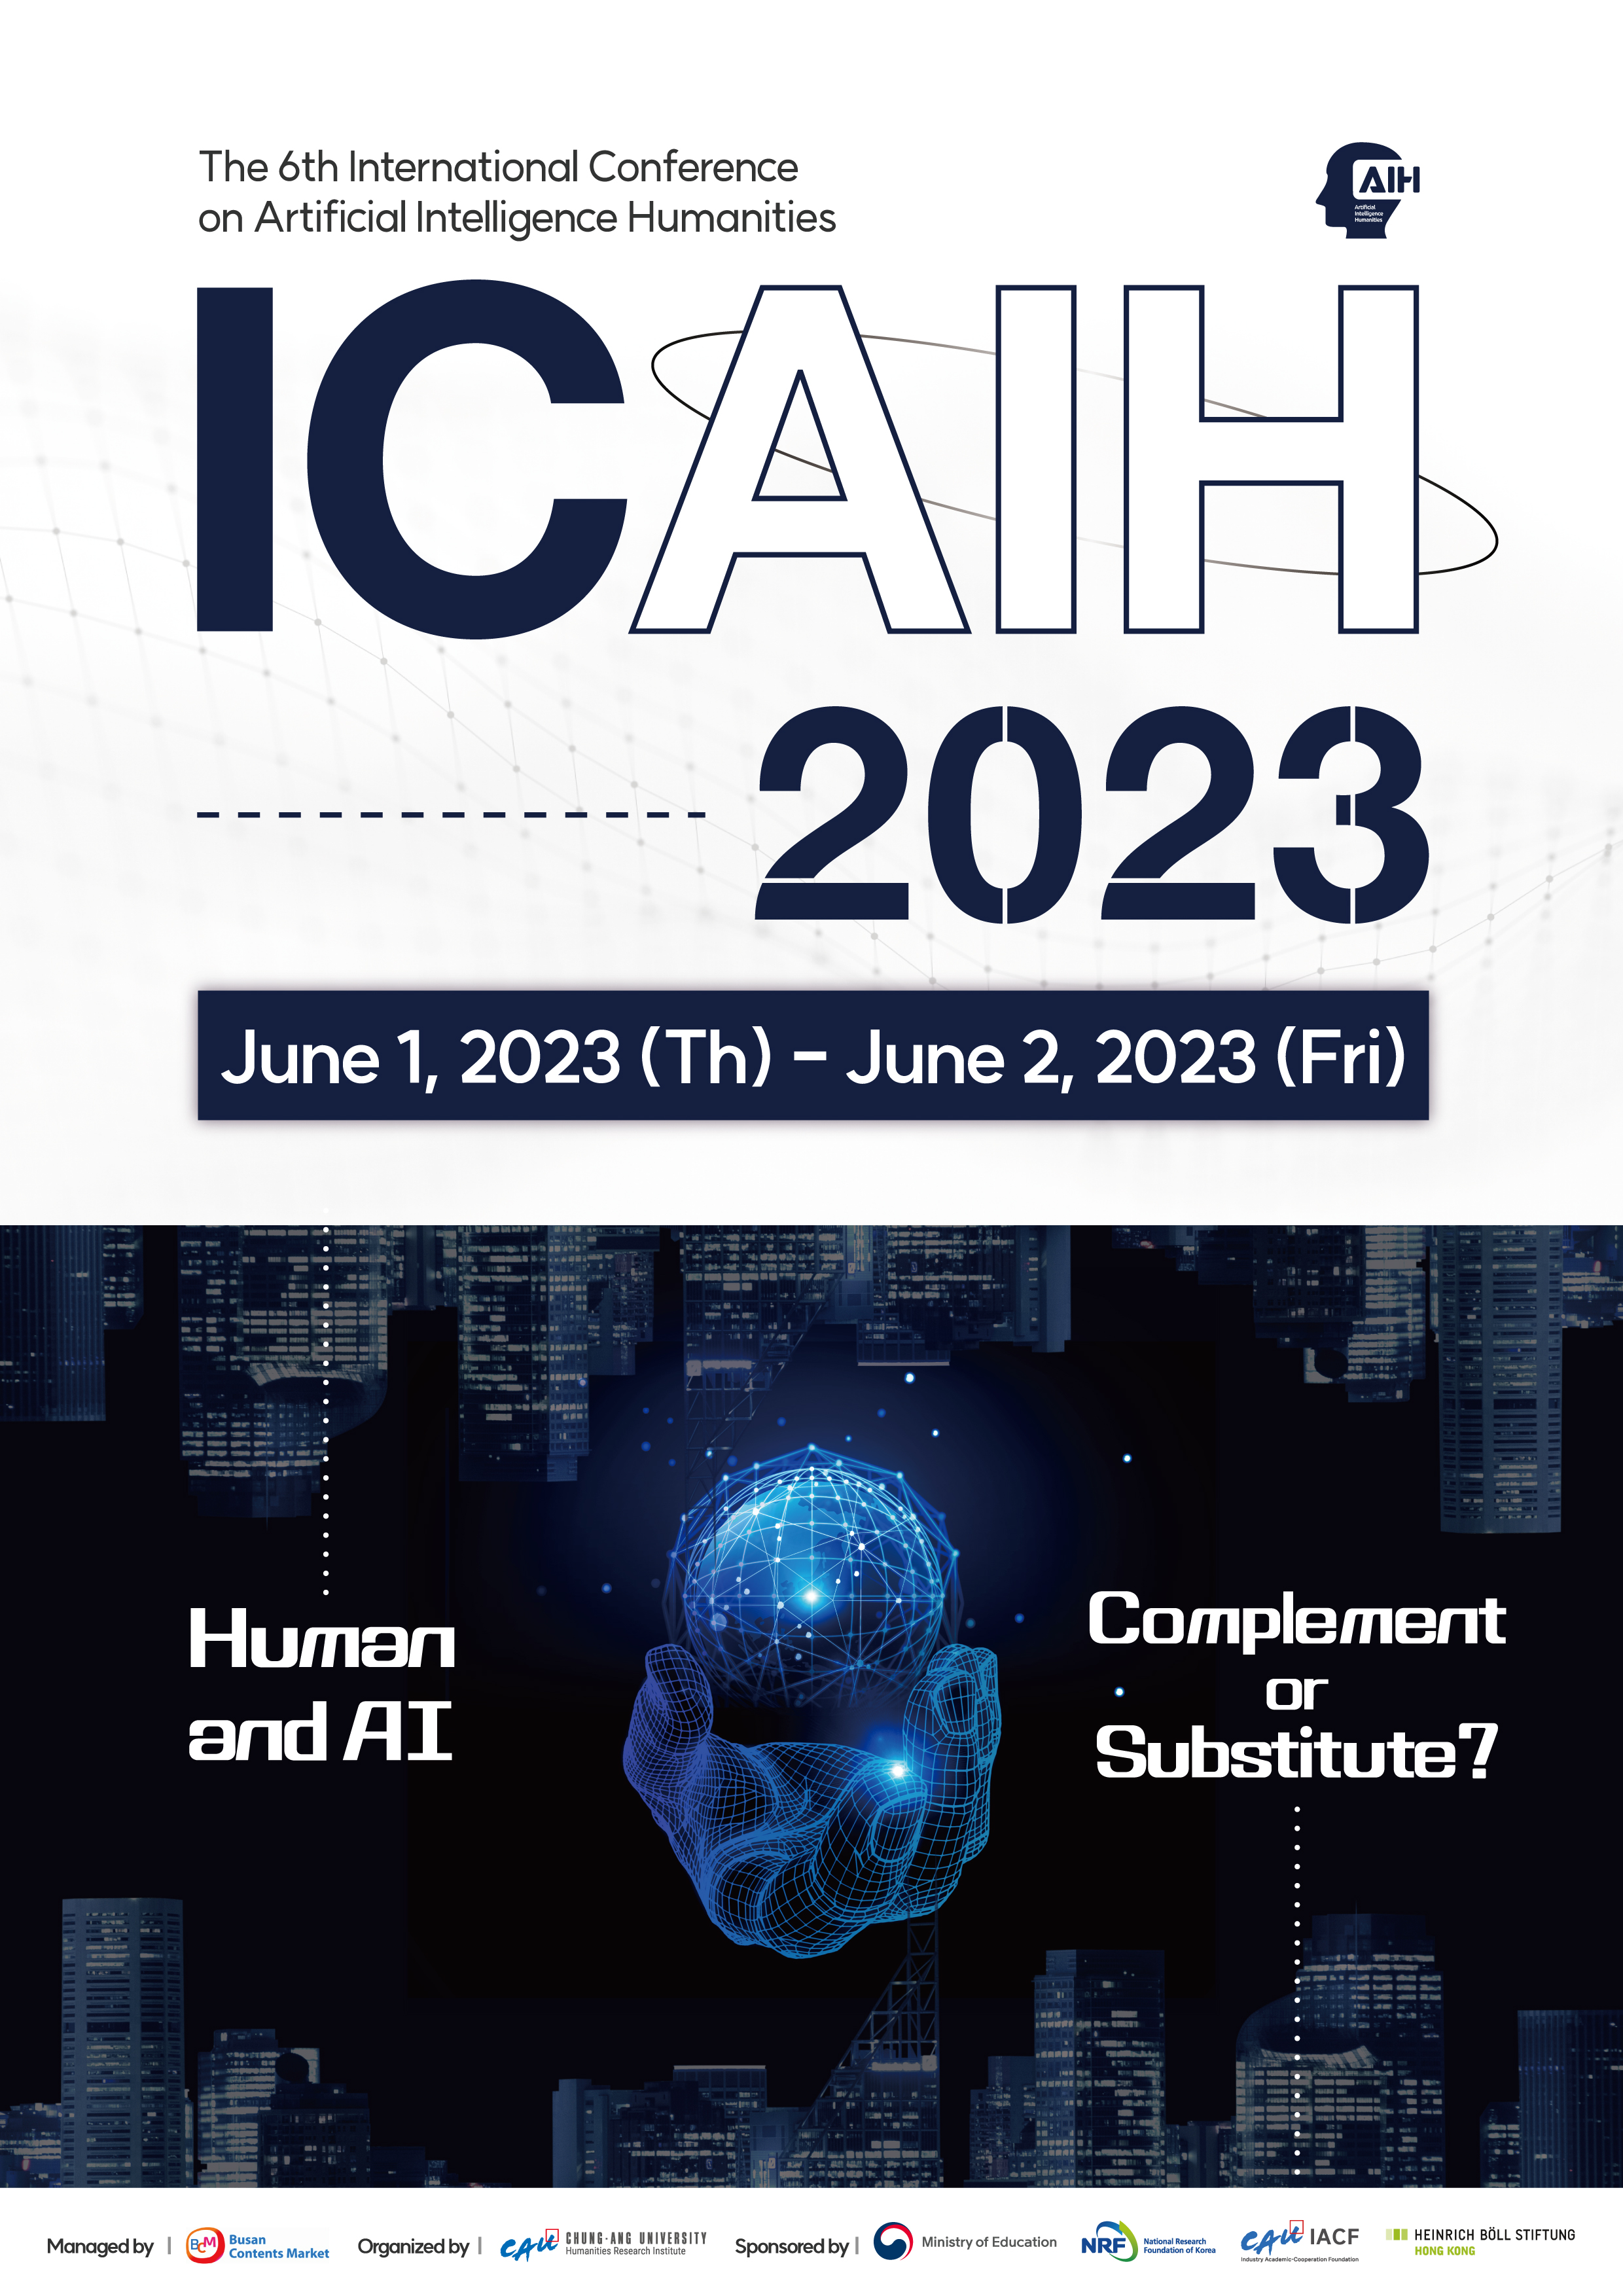 The 6th International Conference
on Artificial Intelligence Humanities
AIH
Artificial
Intelligence
Humanities
ICAIH
2023
June 1, 2023 (Th) – June 2, 2023 (Fri)
Human
and AI
Complement
or
Substitute?
Managed by
BCM
Busan
Contents Market
Organized by
CAU
CHUNG-ANG UNIVERSITY
Humanities Research Institute
Sponsored by
Ministry of Education
NRF
National Research
Foundation of Korea
CAU IACF
Industry Academic-Cooperation Foundation
HEINRICH BÖLL STIFTUNG
HONG KONG